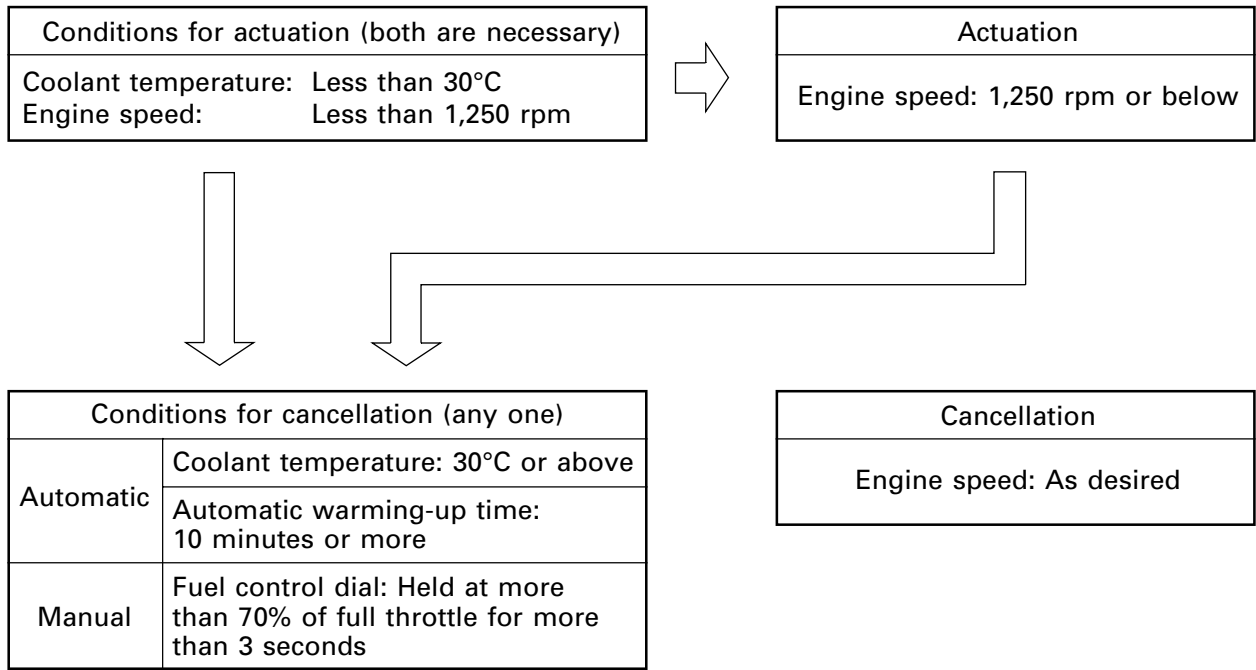 Conditions for actuation (both are necessary)
Coolant temperature: Less than 30°C
Engine speed: Less than 1,250 rpm
Actuation
Engine speed: 1,250 rpm or below
Conditions for cancellation (any one)
Automatic
Coolant temperature: 30°C or above
Automatic warming-up time:
10 minutes or more
Manual
Fuel control dial: Held at more
than 70% of full throttle for more
than 3 seconds
Cancellation
Engine speed: As desired